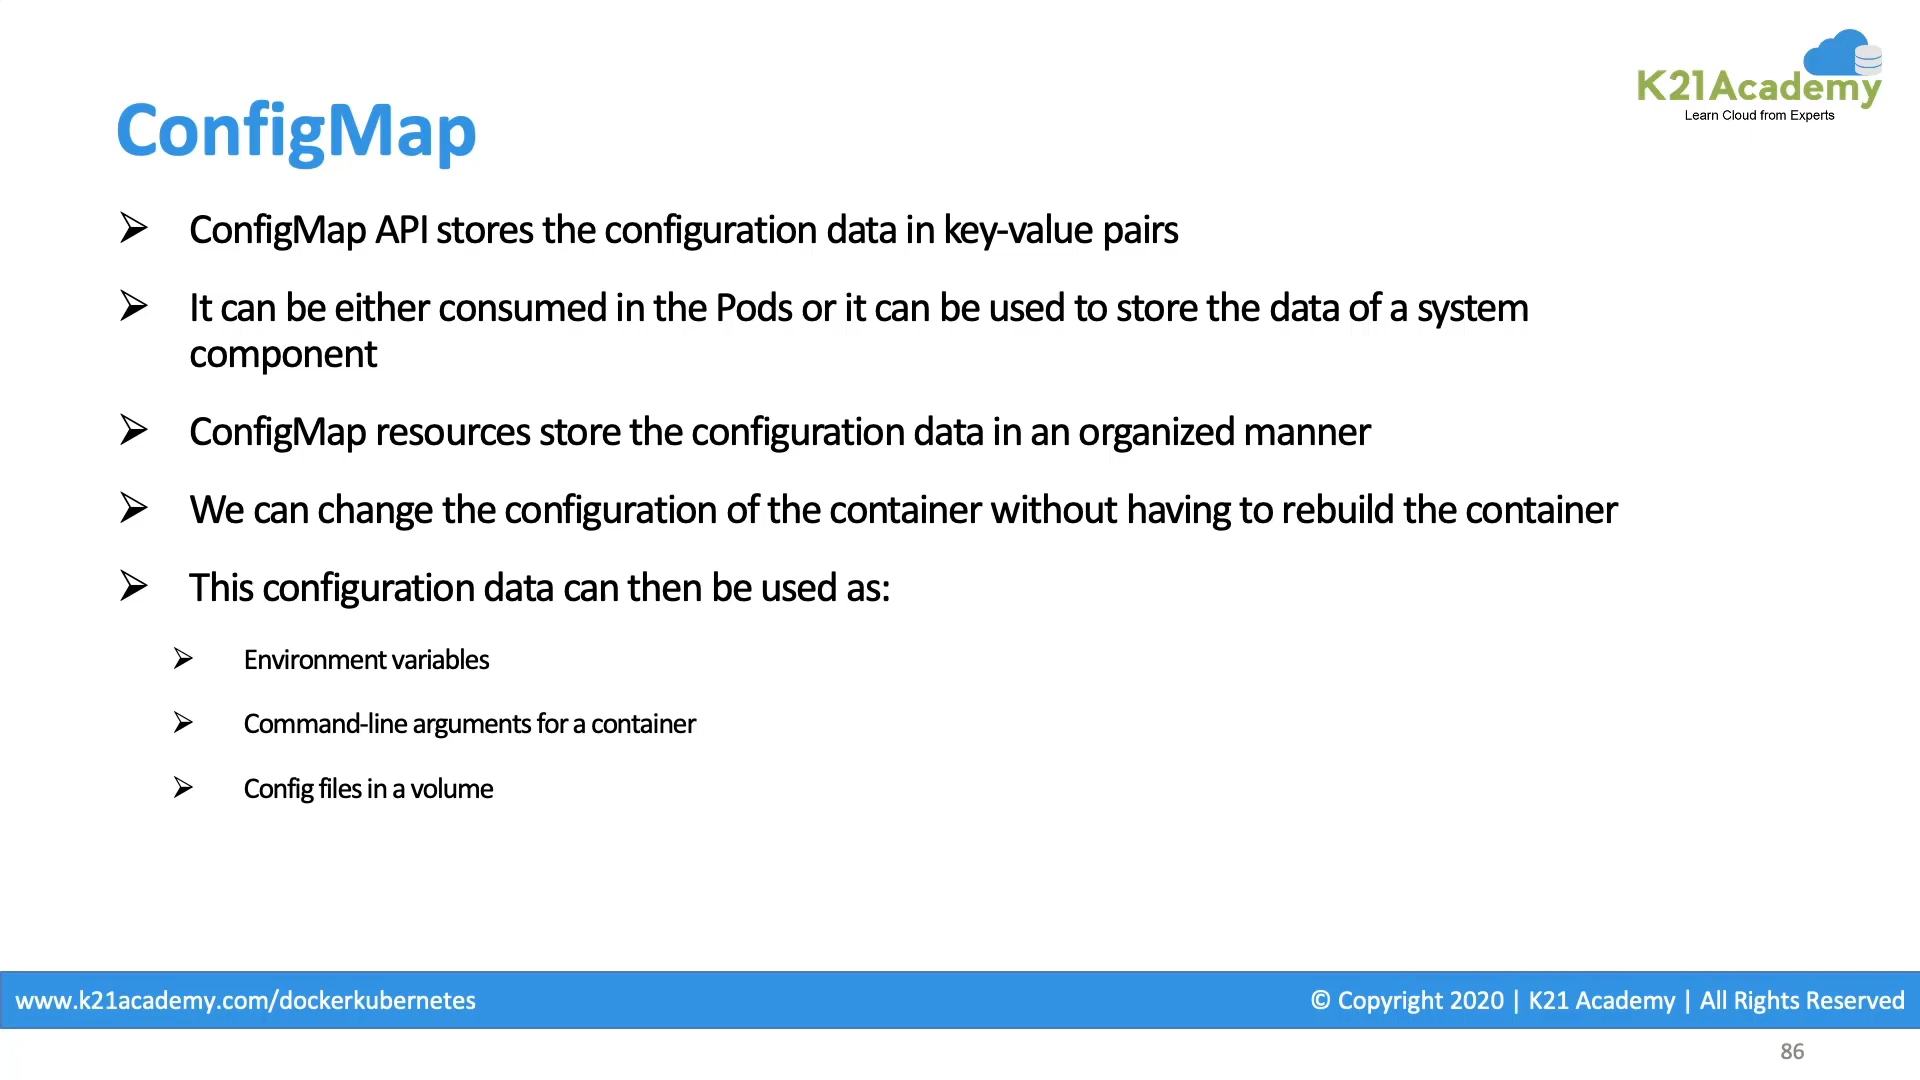 K21Academy
Learn Cloud from Experts
ConfigMap
➢ ConfigMap API stores the configuration data in key-value pairs
➢ It can be either consumed in the Pods or it can be used to store the data of a system
component
➢ ConfigMap resources store the configuration data in an organized manner
➢ We can change the configuration of the container without having to rebuild the container
➢ This configuration data can then be used as:
➢ Environment variables
➢ Command-line arguments for a container
➢ Config files in a volume
www.k21academy.com/dockerkubernetes
© Copyright 2020 | K21 Academy | All Rights Reserved
86